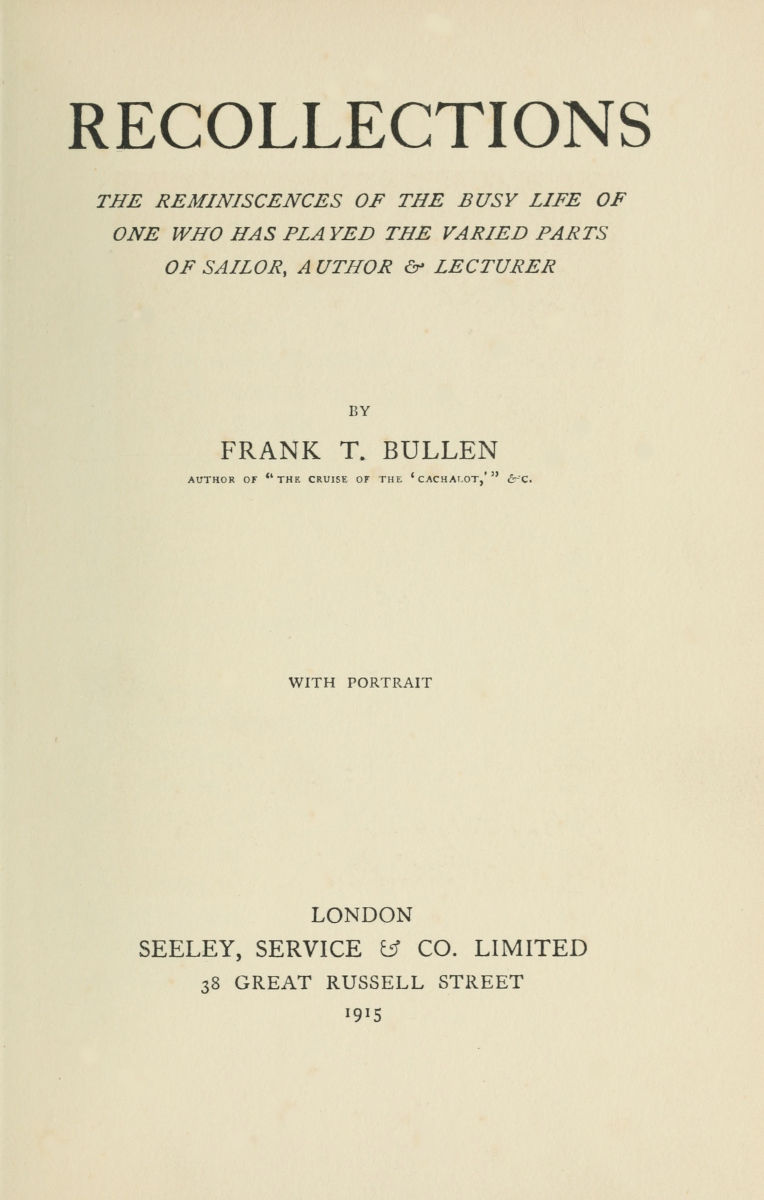 RECOLLECTIONS
THE REMINISCENCES OF THE BUSY LIFE OF
ONE WHO HAS PLAYED THE VARIED PARTS
OF SAILOR, AUTHOR & LECTURER
BY
FRANK T. BULLEN
AUTHOR OF “THE CRUISE OF THE ‘CACHALOT,’” &C.
WITH PORTRAIT
LONDON
SEELEY, SERVICE & CO. LIMITED
38 GREAT RUSSELL STREET
1915